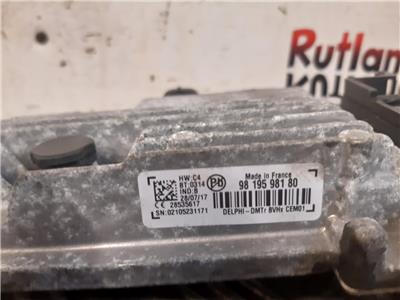 Rutlan
HW:C4
BT:0314
IND:B
28/07/17
28535617
SN:02105231171
Pb
Made in France
98 195 981 80
DELPHI-DMTr BVHx CEM01